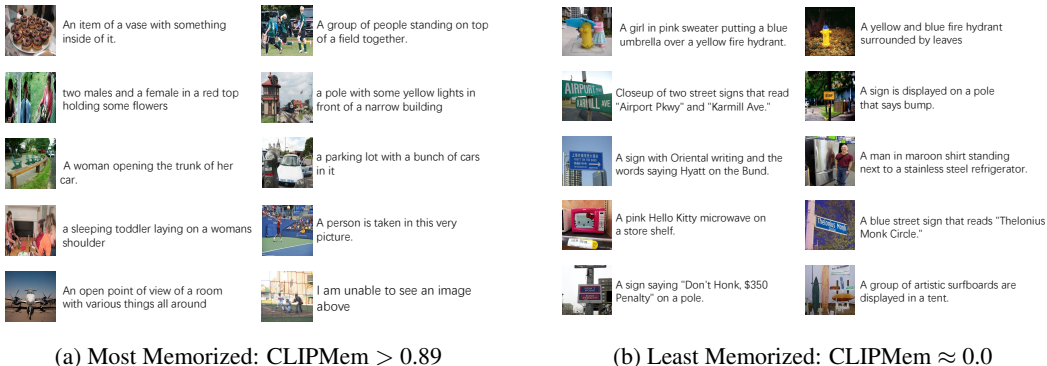 An item of a vase with something
inside of it.
A group of people standing on top
of a field together.
two males and a female in a red top
holding some flowers
a pole with some yellow lights in
front of a narrow building
A woman opening the trunk of her
car.
a parking lot with a bunch of cars
in it
a sleeping toddler laying on a womans
shoulder
A person is taken in this very
picture.
An open point of view of a room
with various things all around
I am unable to see an image
above
(a) Most Memorized: CLIPMem > 0.89
A girl in pink sweater putting a blue
umbrella over a yellow fire hydrant.
A yellow and blue fire hydrant
surrounded by leaves
AIRPORT
KARMILL AVE.
Closeup of two street signs that read
"Airport Pkwy" and "Karmill Ave."
A sign is displayed on a pole
that says bump.
A sign with Oriental writing and the
words saying Hyatt on the Bund.
A man in maroon shirt standing
next to a stainless steel refrigerator.
A pink Hello Kitty microwave on
a store shelf.
Thelonius Monk
A blue street sign that reads "Thelonius
Monk Circle."
A sign saying "Don't Honk, $350
Penalty" on a pole.
A group of artistic surfboards are
displayed in a tent.
(b) Least Memorized: CLIPMem ≈ 0.0